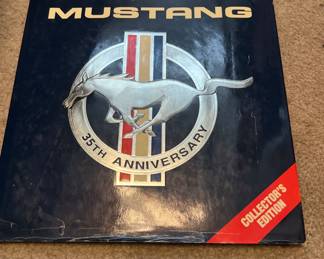 MUSTANG
35TH ANNIVERSARY
COLLECTOR'S
EDITION